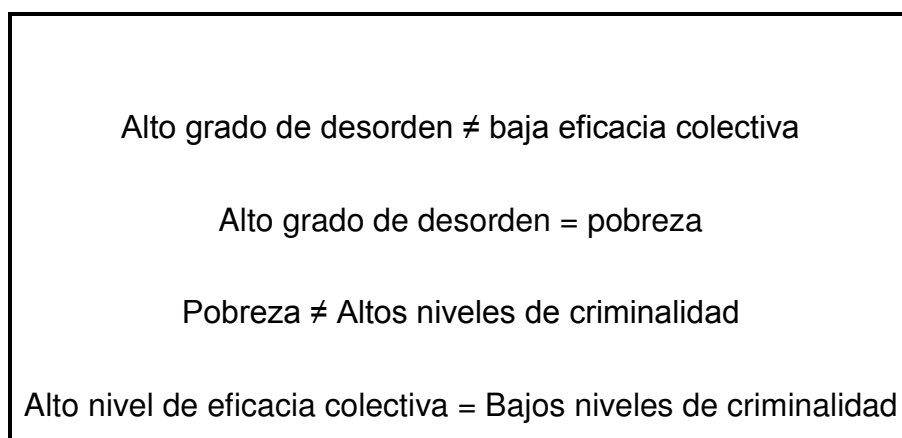 Alto grado de desorden ≠ baja eficacia colectiva
Alto grado de desorden = pobreza
Pobreza ≠ Altos niveles de criminalidad
Alto nivel de eficacia colectiva = Bajos niveles de criminalidad